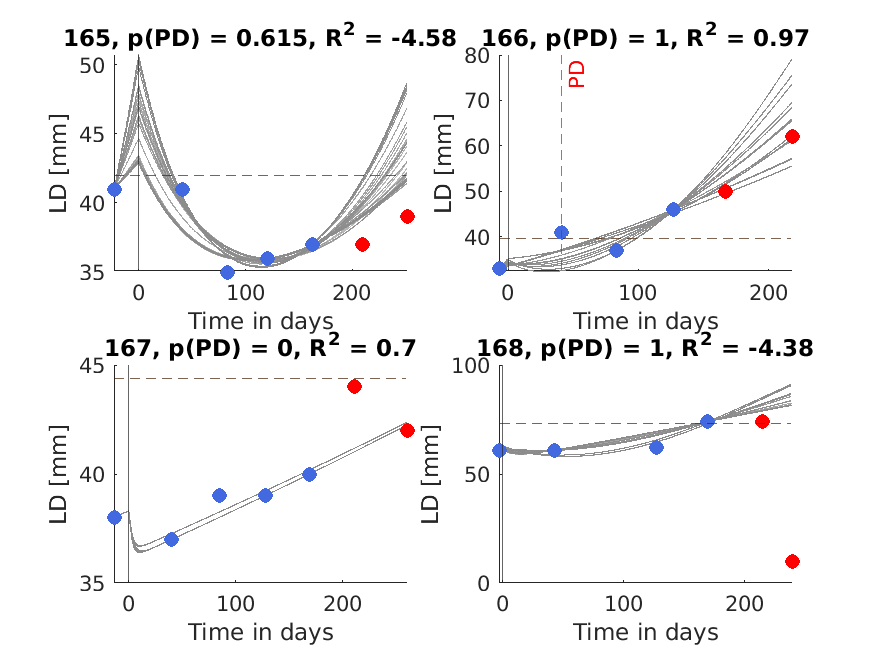 165, p(PD) = 0.615, R² = -4.58
166, p(PD) = 1, R² = 0.97
50
45
40
35
LD [mm]
0
100
200
Time in days
80
60
50
40
LD [mm]
PD
0
100
200
Time in days
167, p(PD) = 0, R² = 0.7
168, p(PD) = 1, R² = -4.38
45
40
35
LD [mm]
0
100
200
Time in days
100
50
0
LD [mm]
0
100
200
Time in days